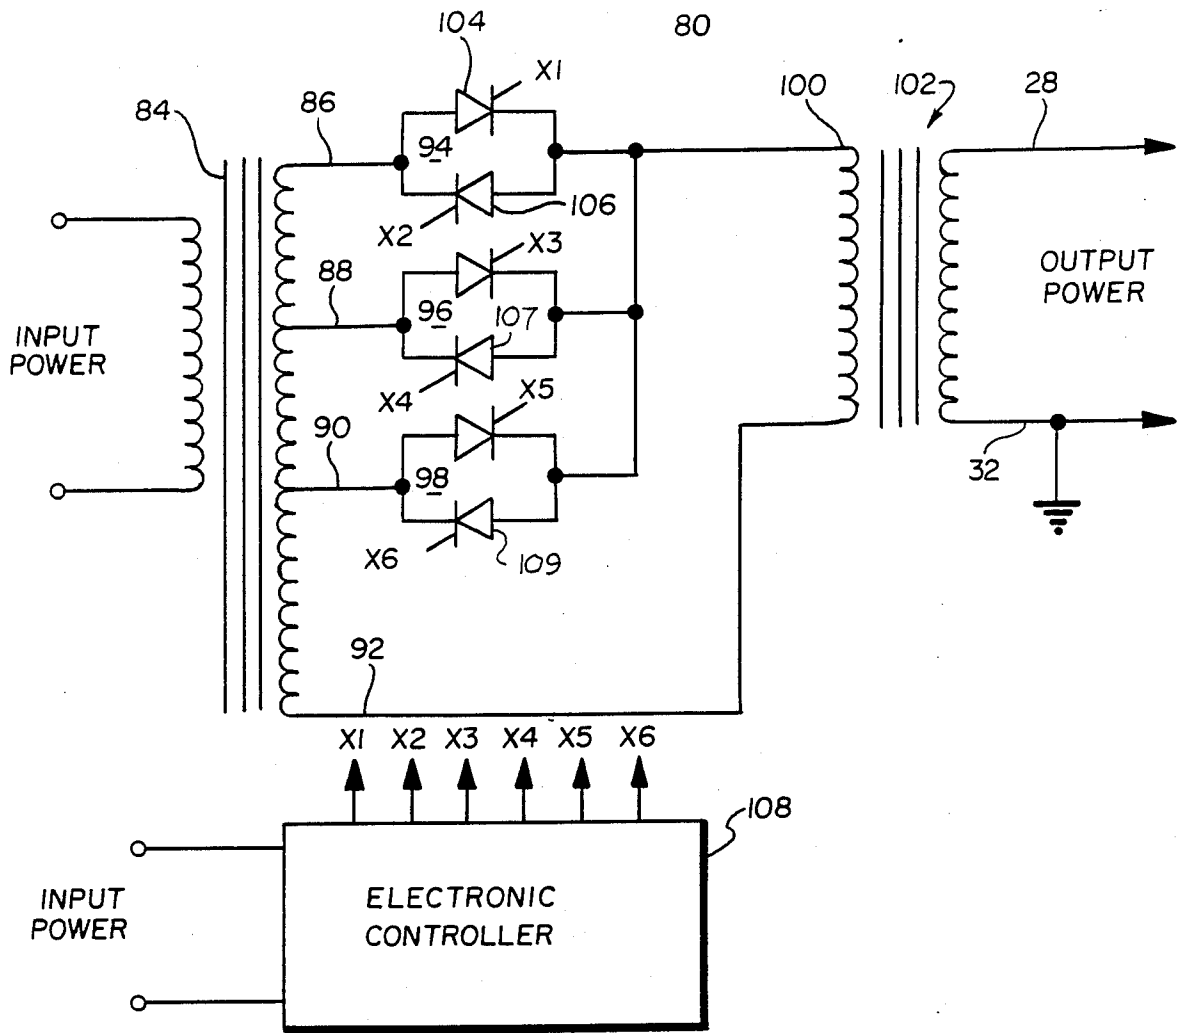 80
104
X1
86
84
94
100
102
28
106
X2
X3
88
96
107
INPUT
POWER
OUTPUT
POWER
X4
X5
90
98
32
X6
109
92
X1 X2 X3 X4 X5 X6
108
INPUT
POWER
ELECTRONIC
CONTROLLER